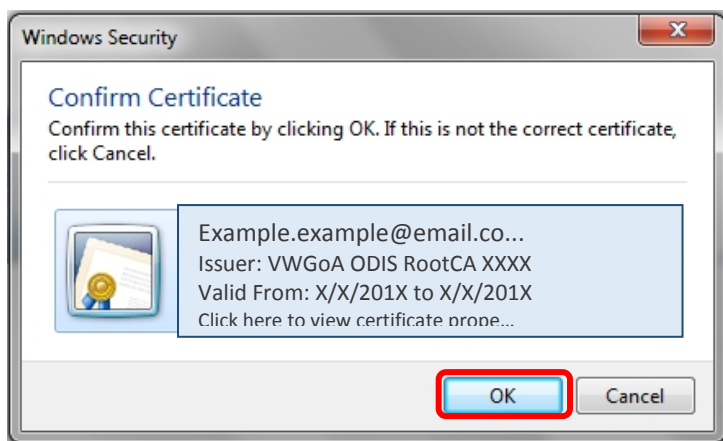 Windows Security
Confirm Certificate
Confirm this certificate by clicking OK. If this is not the correct certificate,
click Cancel.
Example.example@email.co...
Issuer: VWGoA ODIS RootCA XXXX
Valid From: X/X/201X to X/X/201X
Click here to view certificate prope...
OK
Cancel